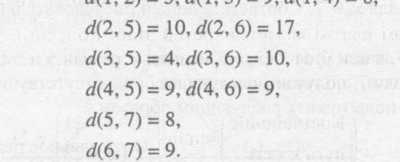 d(2, 5) = 10, d(2, 6) = 17,
d(3, 5) = 4, d(3, 6) = 10,
d(4, 5) = 9, d(4, 6) = 9,
d(5, 7) = 8,
d(6, 7) = 9.